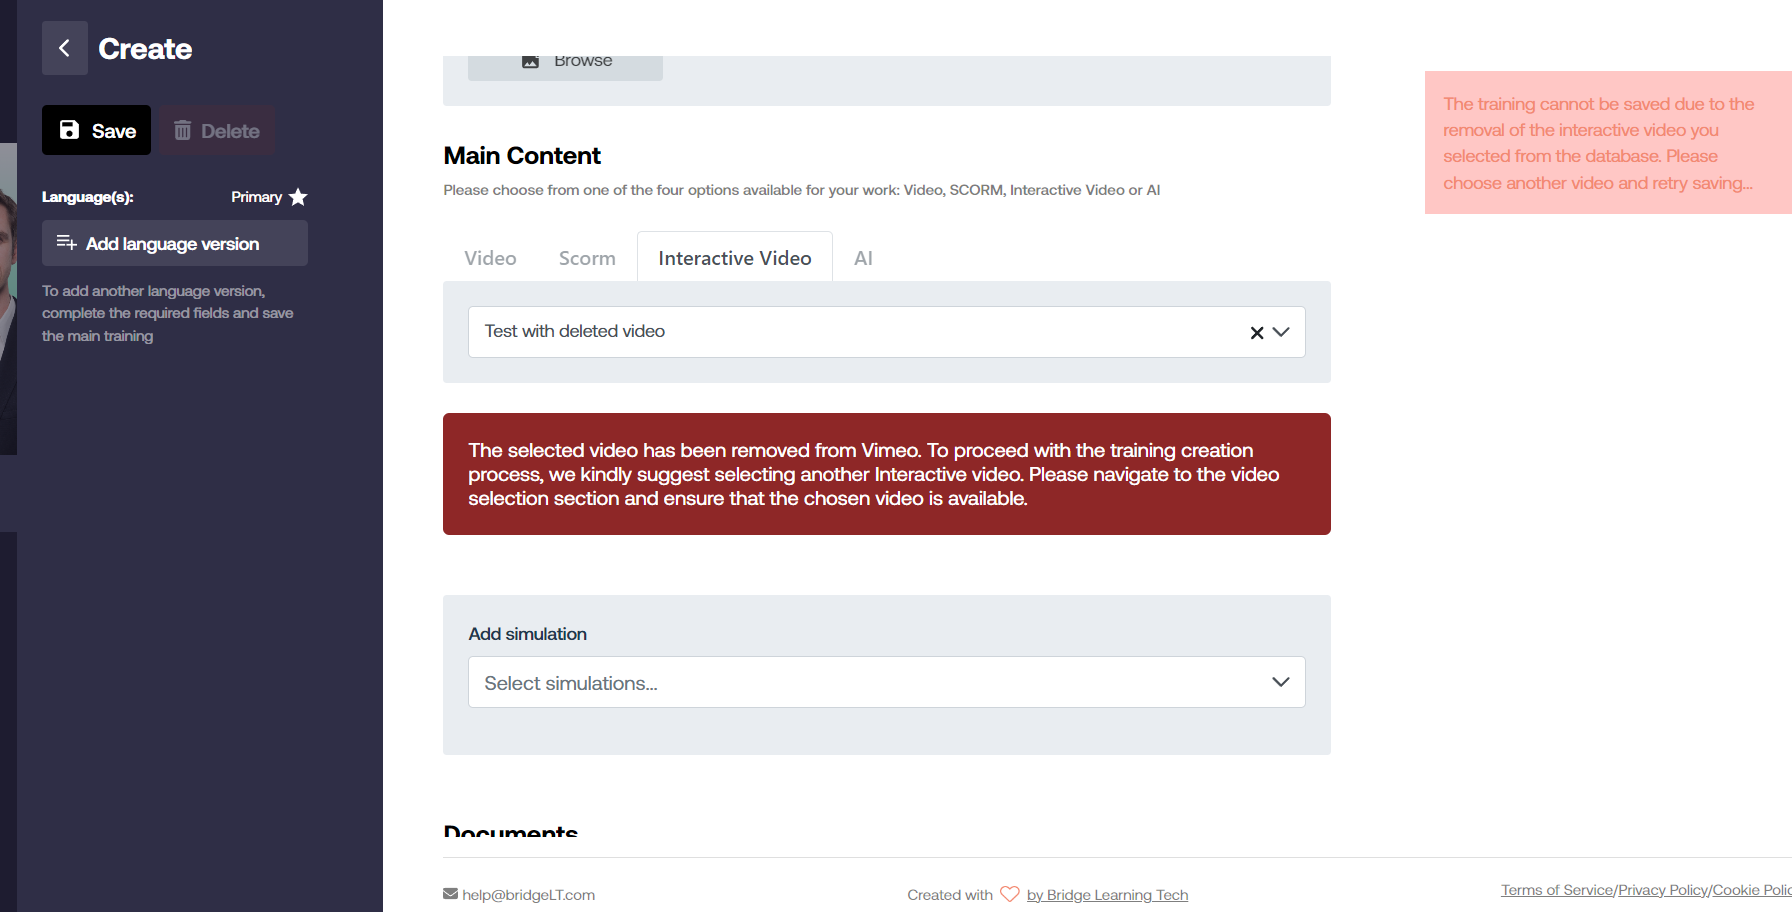 Create
Save
Delete
Language(s):
Primary
Add language version
To add another language version,
complete the required fields and save
the main training
Browse
Main Content
Please choose from one of the four options available for your work: Video, SCORM, Interactive Video or AI
Video
Scorm
Interactive Video
AI
Test with deleted video
The selected video has been removed from Vimeo. To proceed with the training creation
process, we kindly suggest selecting another Interactive video. Please navigate to the video
selection section and ensure that the chosen video is available.
Add simulation
Select simulations...
Documents
The training cannot be saved due to the
removal of the interactive video you
selected from the database. Please
choose another video and retry saving...
help@bridgeLT.com
Created with
by Bridge Learning Tech
Terms of Service/Privacy Policy/Cookie Polic